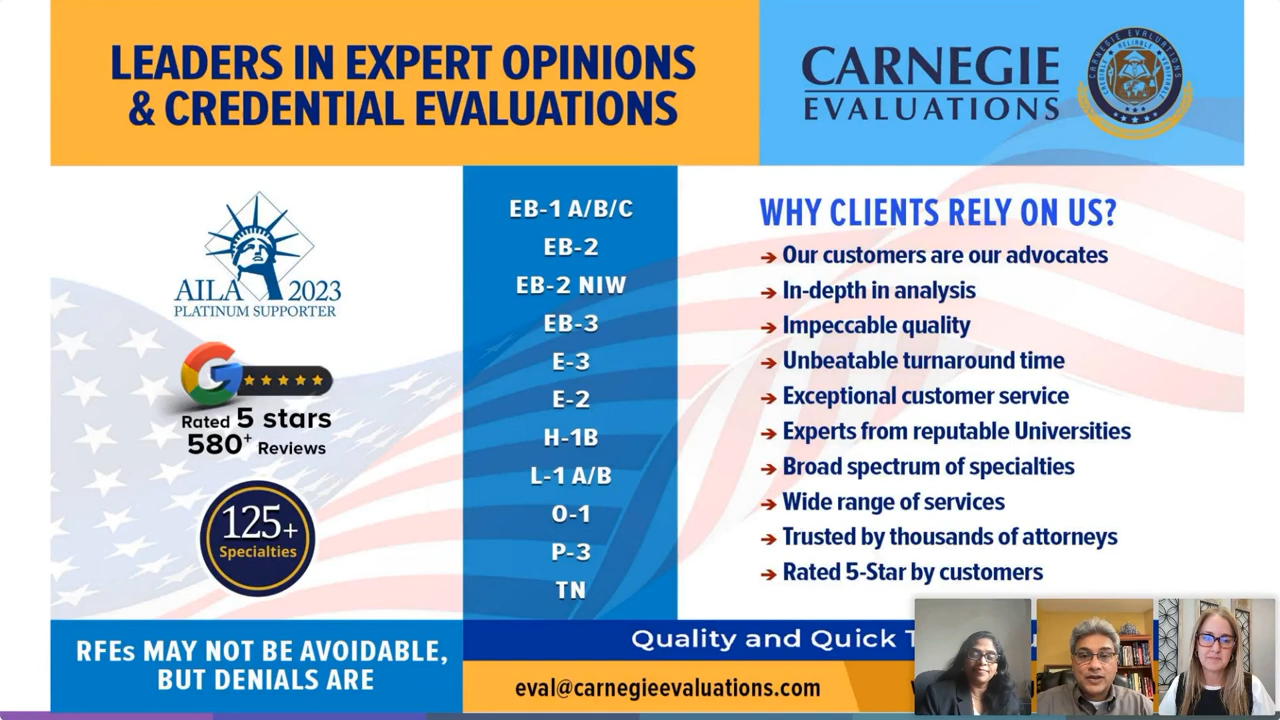 LEADERS IN EXPERT OPINIONS
& CREDENTIAL EVALUATIONS
CARNEGIE
EVALUATIONS
CARNEGIE EVALUATIONS
RELIABLE
AILA 2023
PLATINUM SUPPORTER
Rated 5 stars
580+ Reviews
125+
Specialties
EB-1 A/B/C
EB-2
EB-2 NIW
EB-3
E-3
E-2
H-1B
L-1 A/B
O-1
P-3
TN
WHY CLIENTS RELY ON US?
Our customers are our advocates
In-depth in analysis
Impeccable quality
Unbeatable turnaround time
Exceptional customer service
Experts from reputable Universities
Broad spectrum of specialties
Wide range of services
Trusted by thousands of attorneys
Rated 5-Star by customers
RFEs MAY NOT BE AVOIDABLE,
BUT DENIALS ARE
Quality and Quick
eval@carnegieevaluations.com